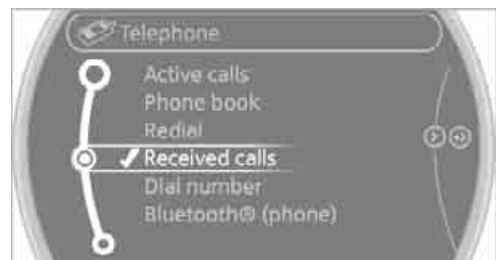 Telephone
Active calls
Phone book
Redial
Received calls
Dial number
Bluetooth® (phone)